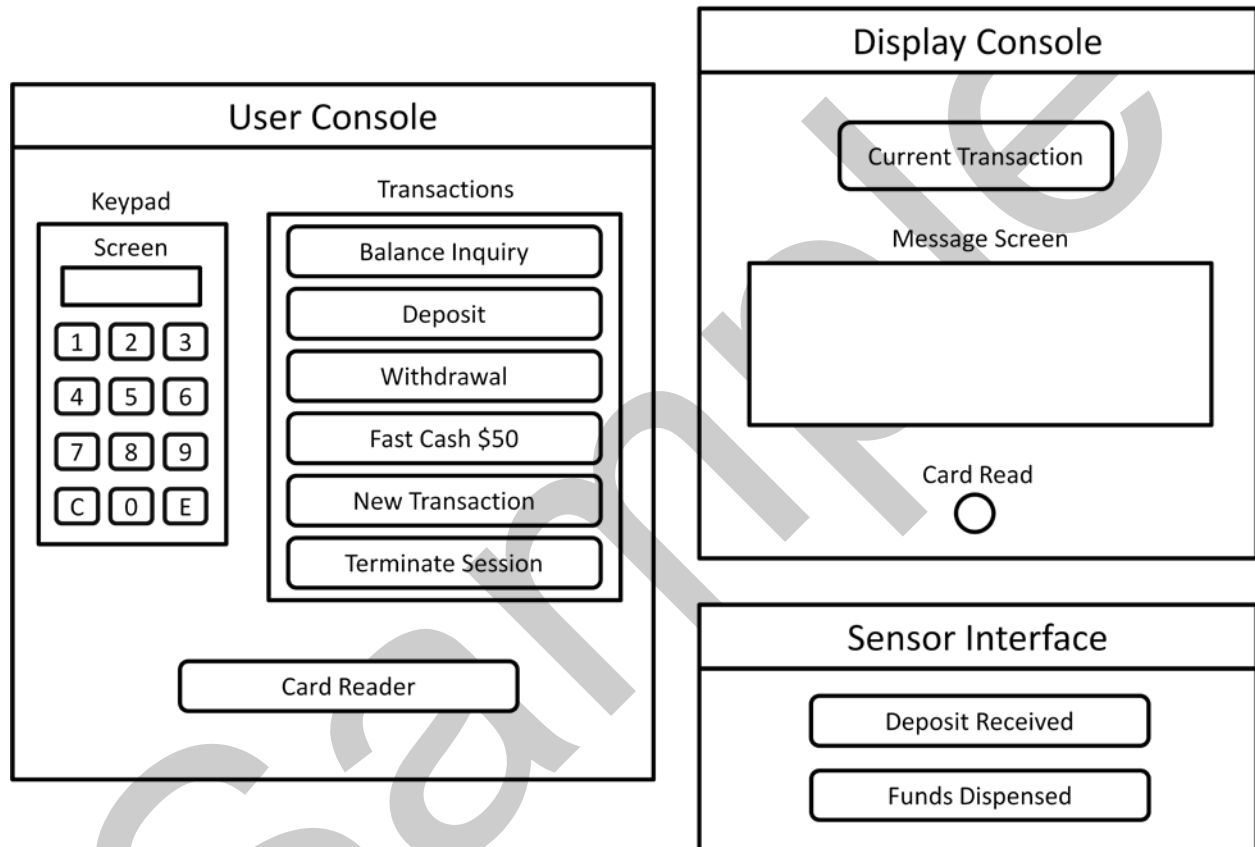 User Console
Keypad
Screen
1 2 3
4 5 6
7 8 9
C 0 E
Transactions
Balance Inquiry
Deposit
Withdrawal
Fast Cash $50
New Transaction
Terminate Session
Card Reader
Display Console
Current Transaction
Message Screen
Card Read
Sensor Interface
Deposit Received
Funds Dispensed
Sample